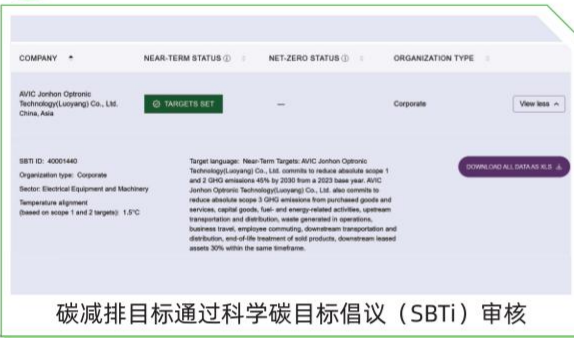 COMPANY NEAR-TERM STATUS ⓘ NET-ZERO STATUS ⓘ ORGANIZATION TYPE
AVIC Jonhon Optronic
Technology(Luoyang) Co., Ltd.
China, Asia
TARGETS SET
—
Corporate
View less
SBTI ID: 40001440
Organization type: Corporate
Sector: Electrical Equipment and Machinery
Temperature alignment
(based on scope 1 and 2 targets): 1.5°C
Target language: Near-Term Targets: AVIC Jonhon Optronic
Technology(Luoyang) Co., Ltd. commits to reduce absolute scope 1
and 2 GHG emissions 45% by 2030 from a 2023 base year. AVIC
Jonhon Optronic Technology(Luoyang) Co., Ltd. also commits to
reduce absolute scope 3 GHG emissions from purchased goods and
services, capital goods, fuel- and energy-related activities, upstream
transportation and distribution, waste generated in operations,
business travel, employee commuting, downstream transportation and
distribution, end-of-life treatment of sold products, downstream leased
assets 30% within the same timeframe.
DOWNLOAD ALL DATA AS XLS
碳减排目标通过科学碳目标倡议（SBTi）审核